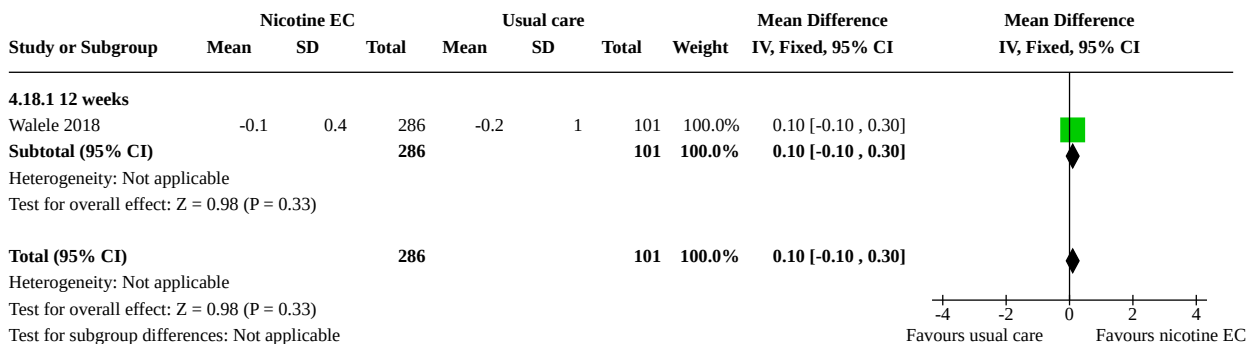 Nicotine EC Usual care Mean Difference Mean Difference
Study or Subgroup Mean SD Total Mean SD Total Weight IV, Fixed, 95% CI IV, Fixed, 95% CI
4.18.1 12 weeks
Walele 2018 -0.1 0.4 286 -0.2 1 101 100.0% 0.10 [-0.10 , 0.30]
Subtotal (95% CI) 286 101 100.0% 0.10 [-0.10 , 0.30]
Heterogeneity: Not applicable
Test for overall effect: Z = 0.98 (P = 0.33)
Total (95% CI) 286 101 100.0% 0.10 [-0.10 , 0.30]
Heterogeneity: Not applicable
Test for overall effect: Z = 0.98 (P = 0.33)
-4 -2 0 2 4
Test for subgroup differences: Not applicable Favours usual care Favours nicotine EC